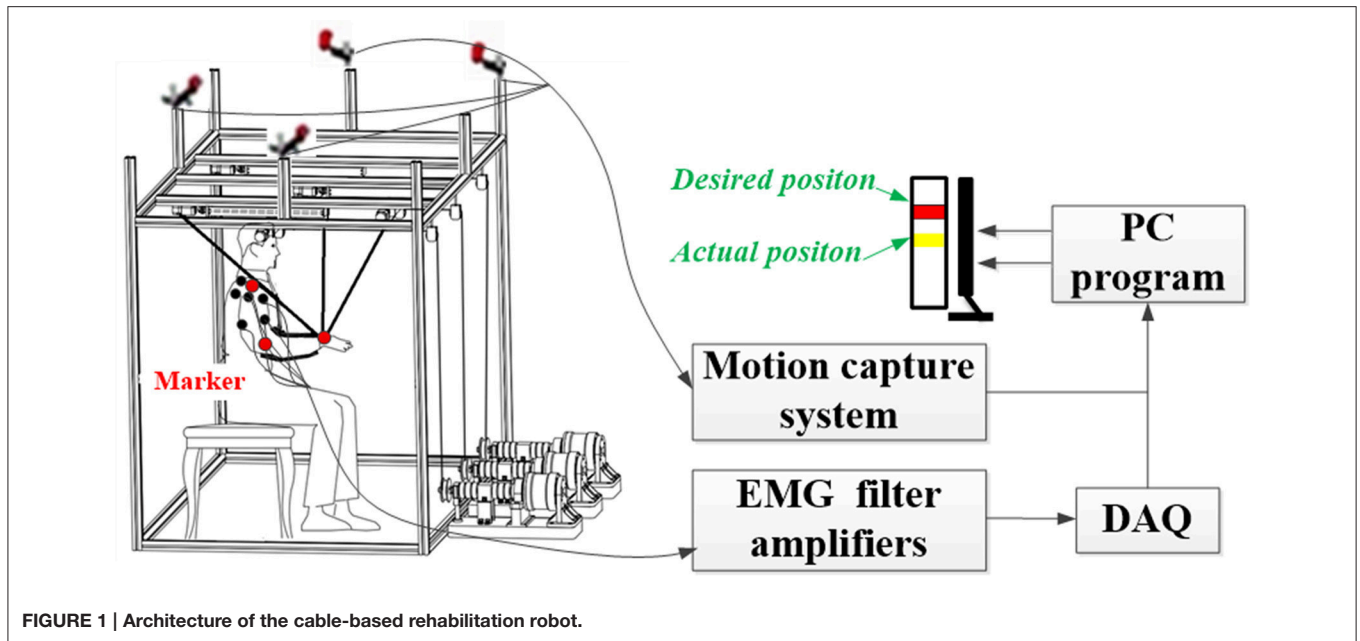 Desired positon
Actual positon
PC
program
Marker
Motion capture
system
EMG filter
amplifiers
DAQ
FIGURE 1 | Architecture of the cable-based rehabilitation robot.